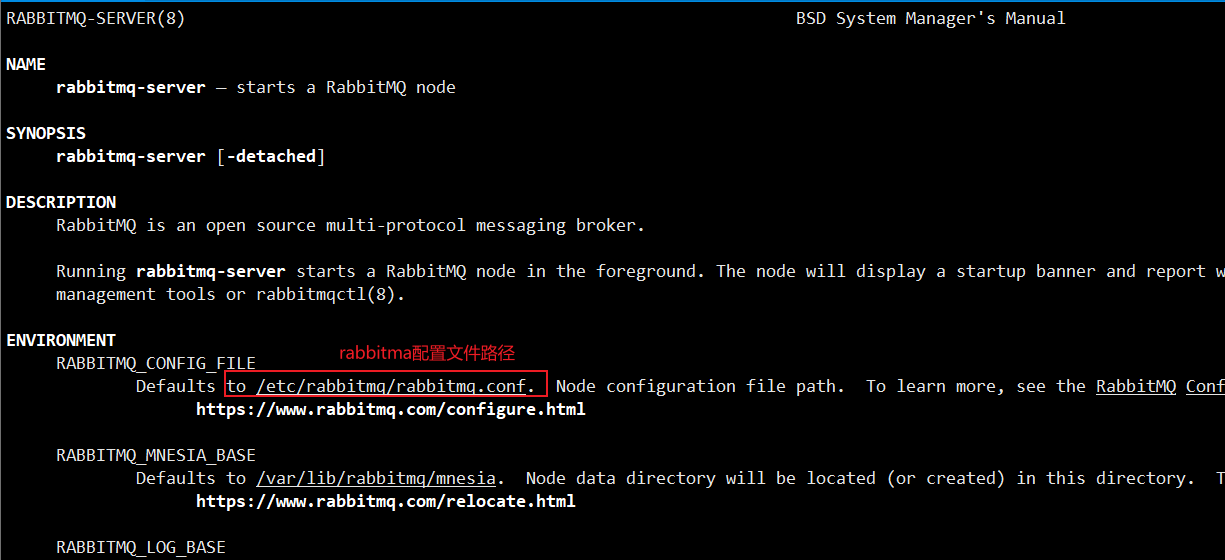 RABBITMQ-SERVER(8) BSD System Manager's Manual
NAME
rabbitmq-server — starts a RabbitMQ node
SYNOPSIS
rabbitmq-server [-detached]
DESCRIPTION
RabbitMQ is an open source multi-protocol messaging broker.
Running rabbitmq-server starts a RabbitMQ node in the foreground. The node will display a startup banner and report w
management tools or rabbitmqctl(8).
ENVIRONMENT
rabbitma配置文件路径
RABBITMQ_CONFIG_FILE
Defaults to /etc/rabbitmq/rabbitmq.conf. Node configuration file path. To learn more, see the RabbitMQ Conf
https://www.rabbitmq.com/configure.html
RABBITMQ_MNESIA_BASE
Defaults to /var/lib/rabbitmq/mnesia. Node data directory will be located (or created) in this directory. T
https://www.rabbitmq.com/relocate.html
RABBITMQ_LOG_BASE